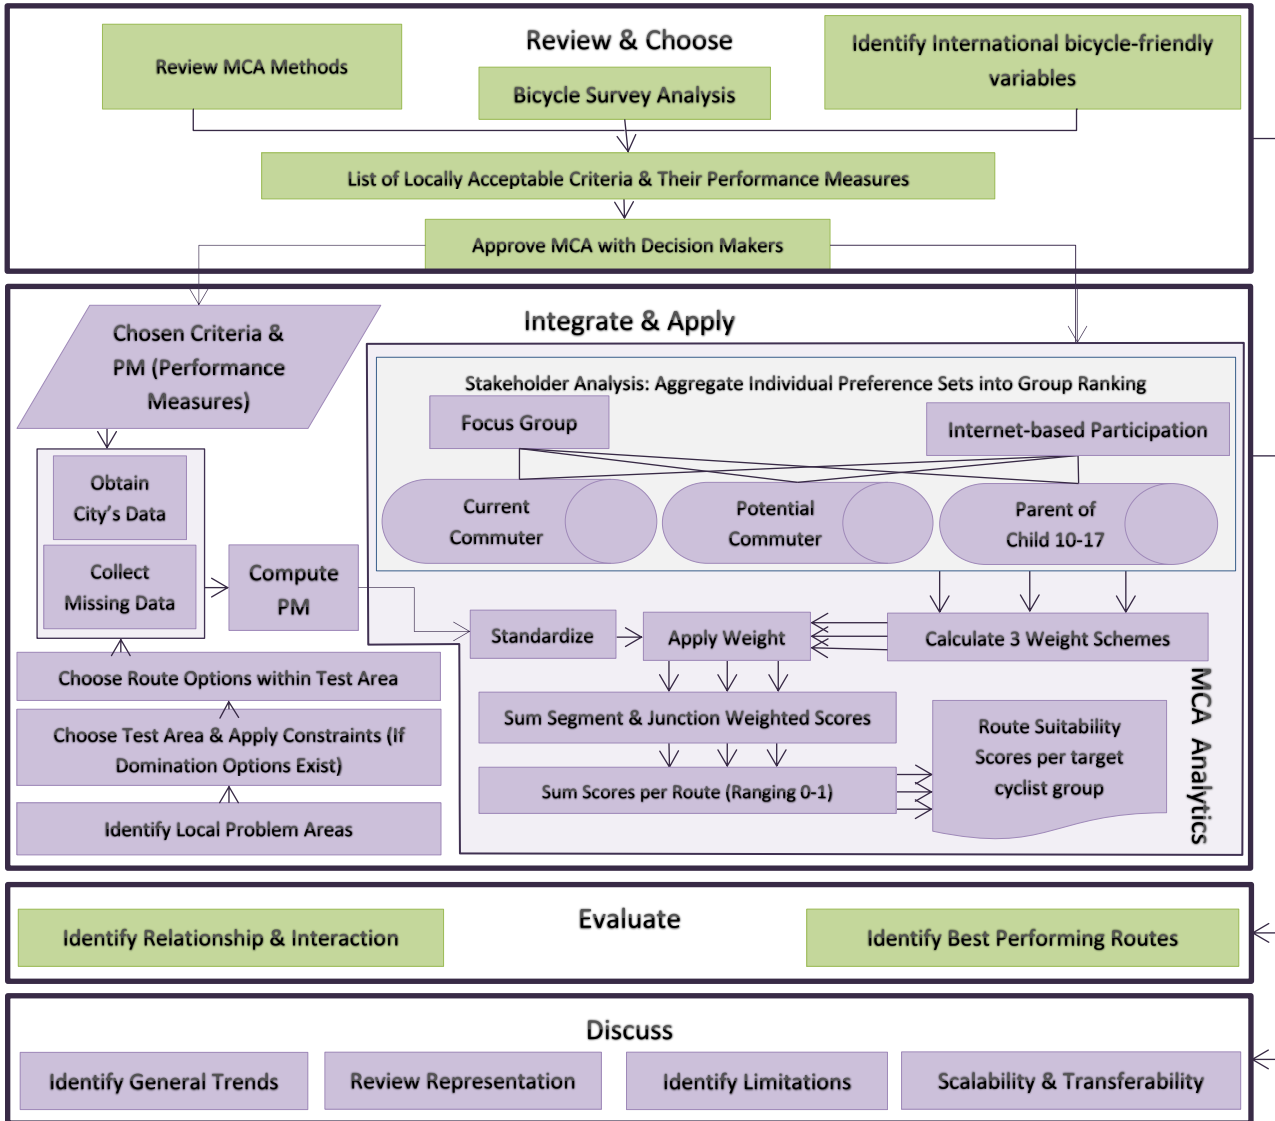 Review & Choose
Review MCA Methods
Bicycle Survey Analysis
Identify International bicycle-friendly
variables
List of Locally Acceptable Criteria & Their Performance Measures
Approve MCA with Decision Makers
Integrate & Apply
Chosen Criteria &
PM (Performance
Measures)
Obtain
City's Data
Collect
Missing Data
Compute
PM
Choose Route Options within Test Area
Choose Test Area & Apply Constraints (If
Domination Options Exist)
Identify Local Problem Areas
Stakeholder Analysis: Aggregate Individual Preference Sets into Group Ranking
Focus Group
Internet-based Participation
Current
Commuter
Potential
Commuter
Parent of
Child 10-17
Standardize
Apply Weight
Calculate 3 Weight Schemes
Sum Segment & Junction Weighted Scores
Sum Scores per Route (Ranging 0-1)
Route Suitability
Scores per target
cyclist group
MCA Analytics
Evaluate
Identify Relationship & Interaction
Identify Best Performing Routes
Discuss
Identify General Trends
Review Representation
Identify Limitations
Scalability & Transferability